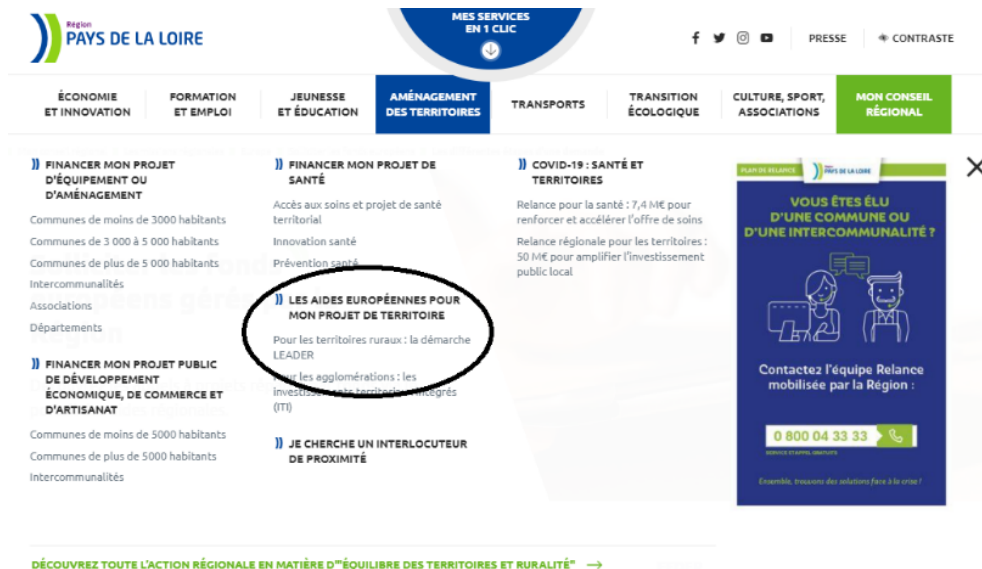 Région
PAYS DE LA LOIRE
MES SERVICES
EN 1
CLIC
PRESSE
CONTRASTE
ÉCONOMIE
ET INNOVATION
FORMATION
ET EMPLOI
JEUNESSE
ET ÉDUCATION
AMÉNAGEMENT
DES TERRITOIRES
TRANSPORTS
TRANSITION
ÉCOLOGIQUE
CULTURE, SPORT,
ASSOCIATIONS
MON CONSEIL
RÉGIONAL
FINANCER MON PROJET
D'ÉQUIPEMENT OU
D'AMÉNAGEMENT
Communes de moins de 3000 habitants
Communes de 3 000 à 5 000 habitants
Communes de plus de 5 000 habitants
Intercommunalités
Associations
Départements
FINANCER MON PROJET PUBLIC
DE DÉVELOPPEMENT
ÉCONOMIQUE, DE COMMERCE ET
D'ARTISANAT
Communes de moins de 5000 habitants
Communes de plus de 5000 habitants
Intercommunalités
FINANCER MON PROJET DE
SANTÉ
Accès aux soins et projet de santé
territorial
Innovation santé
Prévention santé
LES AIDES EUROPÉENNES POUR
MON PROJET DE TERRITOIRE
Pour les territoires ruraux : la démarche
LEADER
Pour les agglomérations : les
investissements territoriaux intégrés
(ITI)
JE CHERCHE UN INTERLOCUTEUR
DE PROXIMITÉ
COVID-19 : SANTÉ ET
TERRITOIRES
Relance pour la santé : 7,4 M€ pour
renforcer et accélérer l'offre de soins
Relance régionale pour les territoires :
50 M€ pour amplifier l'investissement
public local
PLAN DE RELANCE
Région
PAYS DE LA LOIRE
VOUS ÊTES ÉLU
D'UNE COMMUNE OU
D'UNE INTERCOMMUNALITÉ ?
Contactez l'équipe Relance
mobilisée par la Région :
0 800 04 33 33
SERVICE ET APPEL GRATUITS
Ensemble, trouvons des solutions face à la crise !
DÉCOUVREZ TOUTE L'ACTION RÉGIONALE EN MATIÈRE D'"ÉQUILIBRE DES TERRITOIRES ET RURALITÉ"